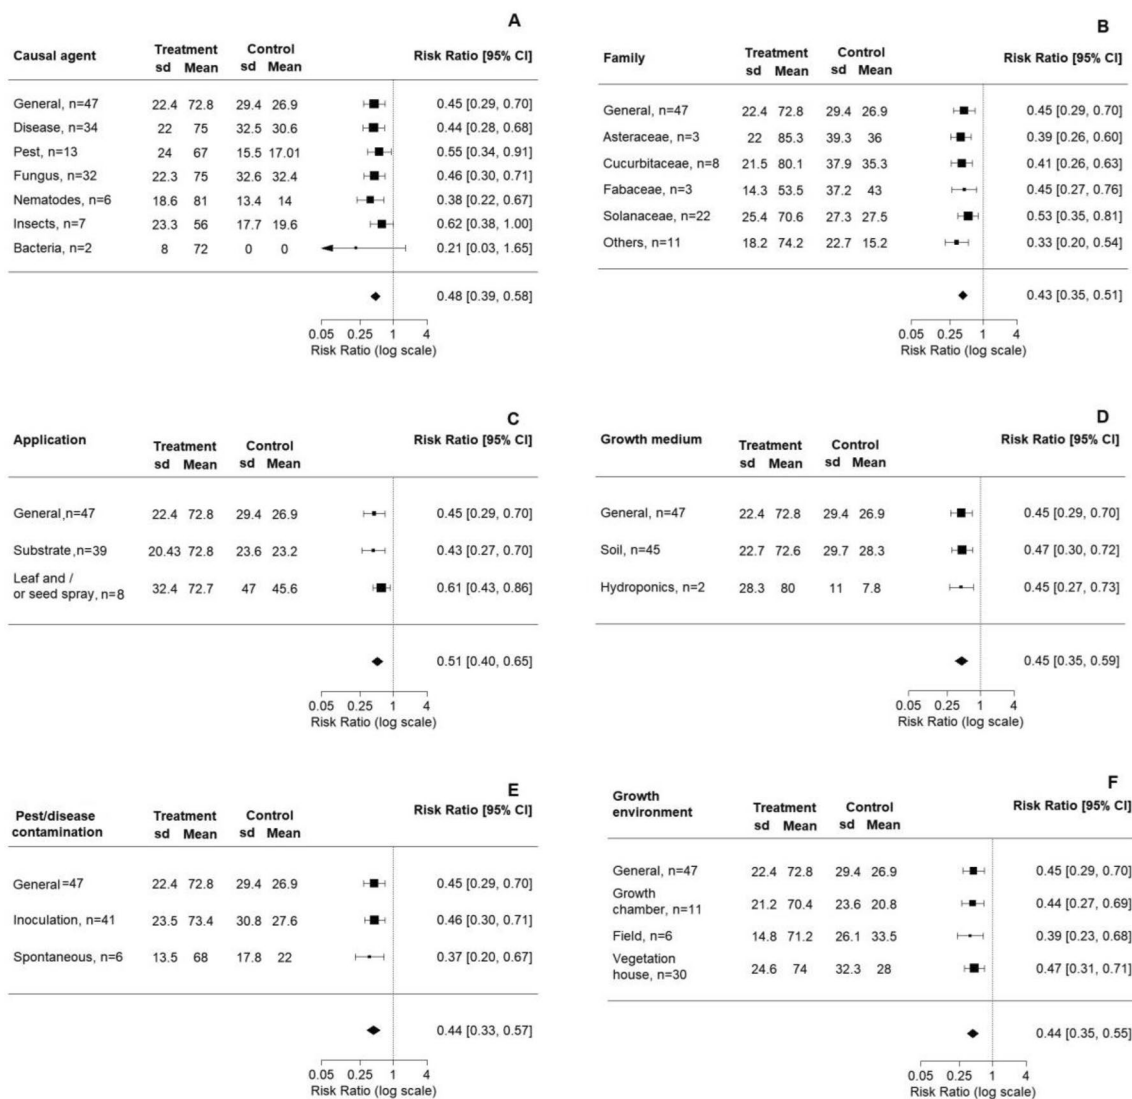 A
Causal agent Treatment Control Risk Ratio [95% CI]
sd Mean sd Mean
General, n=47 22.4 72.8 29.4 26.9 0.45 [0.29, 0.70]
Disease, n=34 22 75 32.5 30.6 0.44 [0.28, 0.68]
Pest, n=13 24 67 15.5 17.01 0.55 [0.34, 0.91]
Fungus, n=32 22.3 75 32.6 32.4 0.46 [0.30, 0.71]
Nematodes, n=6 18.6 81 13.4 14 0.38 [0.22, 0.67]
Insects, n=7 23.3 56 17.7 19.6 0.62 [0.38, 1.00]
Bacteria, n=2 8 72 0 0 0.21 [0.03, 1.65]
0.48 [0.39, 0.58]
0.05 0.25 1 4
Risk Ratio (log scale)
B
Family Treatment Control Risk Ratio [95% CI]
sd Mean sd Mean
General, n=47 22.4 72.8 29.4 26.9 0.45 [0.29, 0.70]
Asteraceae, n=3 22 85.3 39.3 36 0.39 [0.26, 0.60]
Cucurbitaceae, n=8 21.5 80.1 37.9 35.3 0.41 [0.26, 0.63]
Fabaceae, n=3 14.3 53.5 37.2 43 0.45 [0.27, 0.76]
Solanaceae, n=22 25.4 70.6 27.3 27.5 0.53 [0.35, 0.81]
Others, n=11 18.2 74.2 22.7 15.2 0.33 [0.20, 0.54]
0.43 [0.35, 0.51]
0.05 0.25 1 4
Risk Ratio (log scale)
C
Application Treatment Control Risk Ratio [95% CI]
sd Mean sd Mean
General,n=47 22.4 72.8 29.4 26.9 0.45 [0.29, 0.70]
Substrate,n=39 20.43 72.8 23.6 23.2 0.43 [0.27, 0.70]
Leaf and /
or seed spray, n=8 32.4 72.7 47 45.6 0.61 [0.43, 0.86]
0.51 [0.40, 0.65]
0.05 0.25 1 4
Risk Ratio (log scale)
D
Growth medium Treatment Control Risk Ratio [95% CI]
sd Mean sd Mean
General, n=47 22.4 72.8 29.4 26.9 0.45 [0.29, 0.70]
Soil, n=45 22.7 72.6 29.7 28.3 0.47 [0.30, 0.72]
Hydroponics, n=2 28.3 80 11 7.8 0.45 [0.27, 0.73]
0.45 [0.35, 0.59]
0.05 0.25 1 4
Risk Ratio (log scale)
E
Pest/disease Treatment Control Risk Ratio [95% CI]
contamination sd Mean sd Mean
General=47 22.4 72.8 29.4 26.9 0.45 [0.29, 0.70]
Inoculation, n=41 23.5 73.4 30.8 27.6 0.46 [0.30, 0.71]
Spontaneous, n=6 13.5 68 17.8 22 0.37 [0.20, 0.67]
0.44 [0.33, 0.57]
0.05 0.25 1 4
Risk Ratio (log scale)
F
Growth Treatment Control Risk Ratio [95% CI]
environment sd Mean sd Mean
General, n=47 22.4 72.8 29.4 26.9 0.45 [0.29, 0.70]
Growth
chamber, n=11 21.2 70.4 23.6 20.8 0.44 [0.27, 0.69]
Field, n=6 14.8 71.2 26.1 33.5 0.39 [0.23, 0.68]
Vegetation
house, n=30 24.6 74 32.3 28 0.47 [0.31, 0.71]
0.44 [0.35, 0.55]
0.05 0.25 1 4
Risk Ratio (log scale)